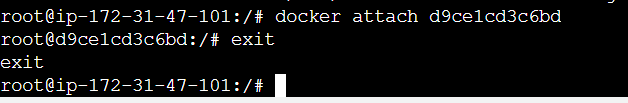 root@ip-172-31-47-101:/# docker attach d9ce1cd3c6bd
root@d9ce1cd3c6bd:/# exit
exit
root@ip-172-31-47-101:/#